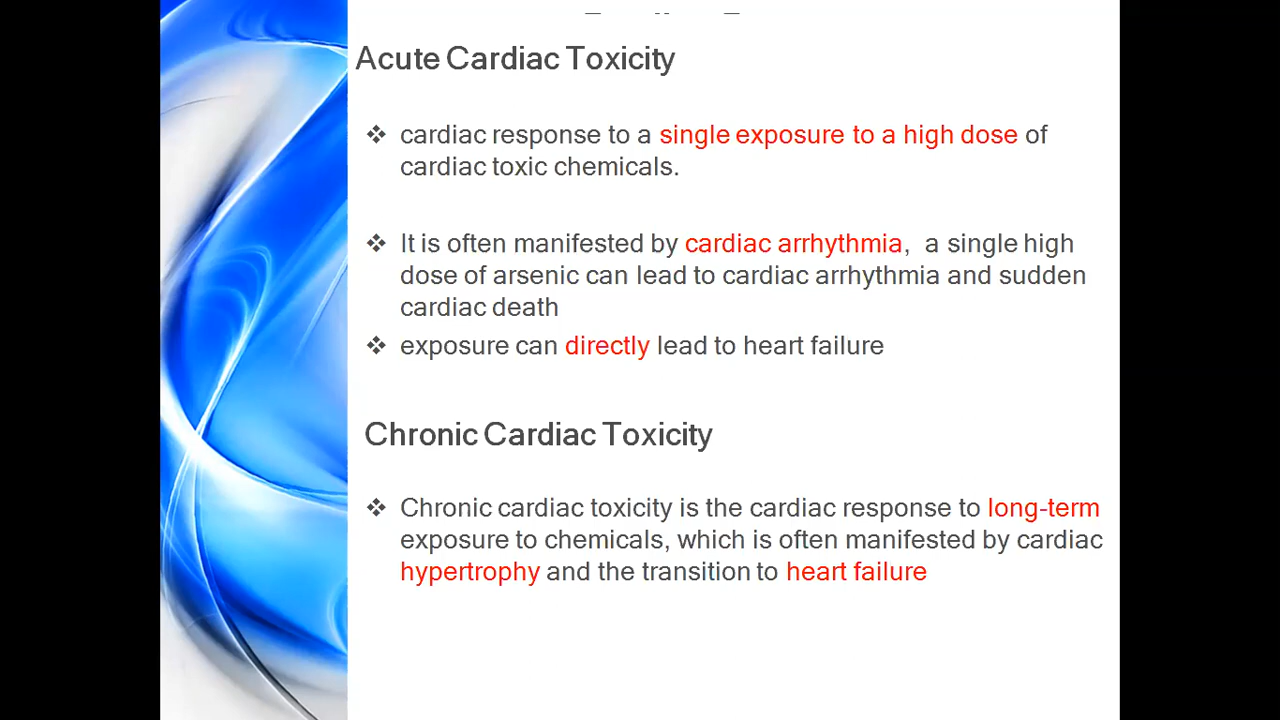 Acute Cardiac Toxicity
❖ cardiac response to a single exposure to a high dose of
cardiac toxic chemicals.
❖ It is often manifested by cardiac arrhythmia,  a single high
dose of arsenic can lead to cardiac arrhythmia and sudden
cardiac death
❖ exposure can directly lead to heart failure
Chronic Cardiac Toxicity
❖ Chronic cardiac toxicity is the cardiac response to long-term
exposure to chemicals, which is often manifested by cardiac
hypertrophy and the transition to heart failure